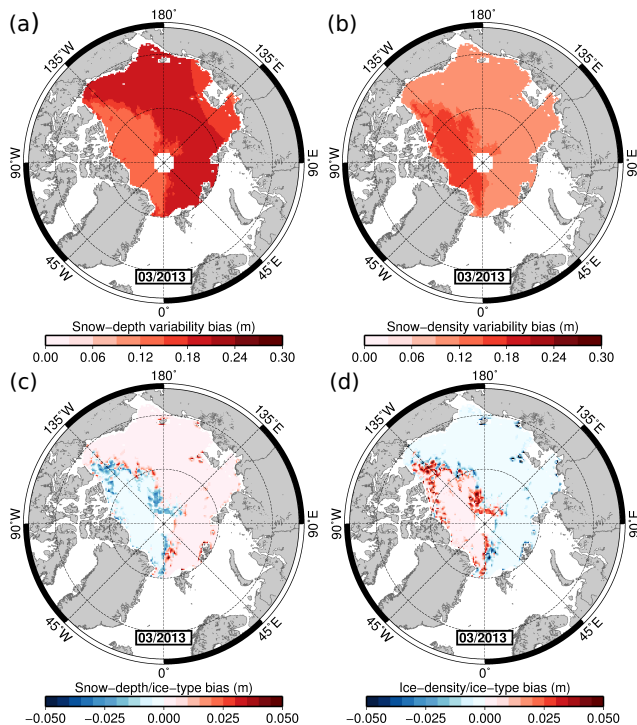 (a)
180°
135°W
135°E
90°W
90°E
45°W
45°E
03/2013
0°
Snow-depth variability bias (m)
0.00 0.06 0.12 0.18 0.24 0.30
(b)
180°
135°W
135°E
90°W
90°E
45°W
45°E
03/2013
0°
Snow-density variability bias (m)
0.00 0.06 0.12 0.18 0.24 0.30
(c)
180°
135°W
135°E
90°W
90°E
45°W
45°E
03/2013
0°
Snow-depth/ice-type bias (m)
−0.050 −0.025 0.000 0.025 0.050
(d)
180°
135°W
135°E
90°W
90°E
45°W
45°E
03/2013
0°
Ice-density/ice-type bias (m)
−0.050 −0.025 0.000 0.025 0.050